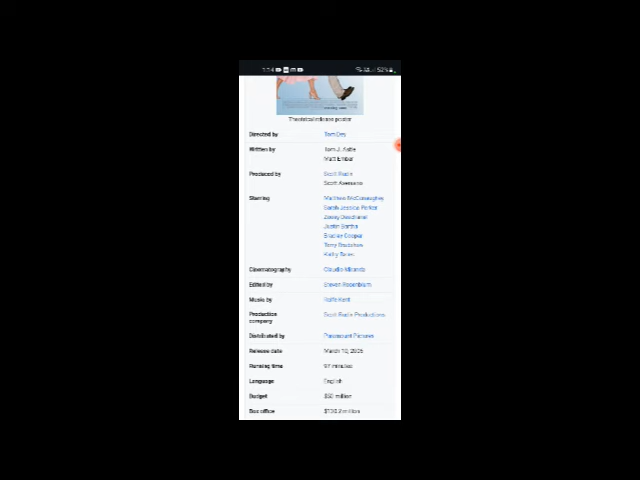 Theatrical release poster
Directed by Tom Dey
Written by Tom J. Astle
Matt Ember
Produced by Scott Rudin
Scott Aversano
Starring Matthew McConaughey
Sarah Jessica Parker
Zooey Deschanel
Justin Bartha
Bradley Cooper
Terry Bradshaw
Kathy Bates
Cinematography Claudio Miranda
Edited by Steven Rosenblum
Music by Rolfe Kent
Production Scott Rudin Productions
company
Distributed by Paramount Pictures
Release date March 10, 2006
Running time 97 minutes
Language English
Budget $50 million
Box office million